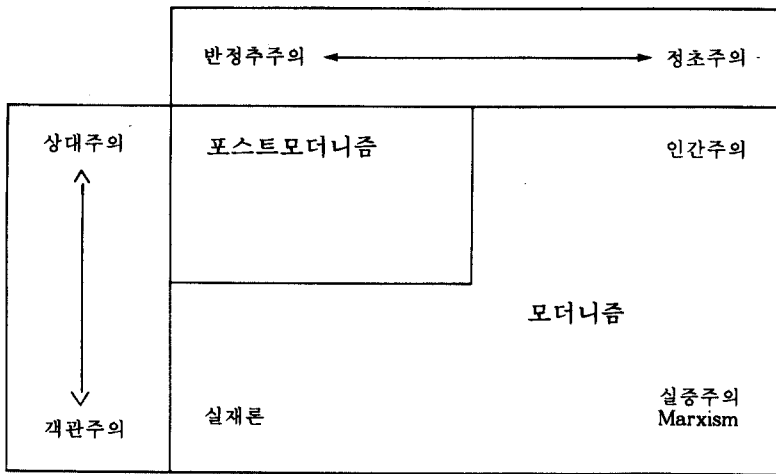 반정추주의 정초주의
상대주의 포스트모더니즘 인간주의
모더니즘
실증주의
객관주의 실재론 Marxism